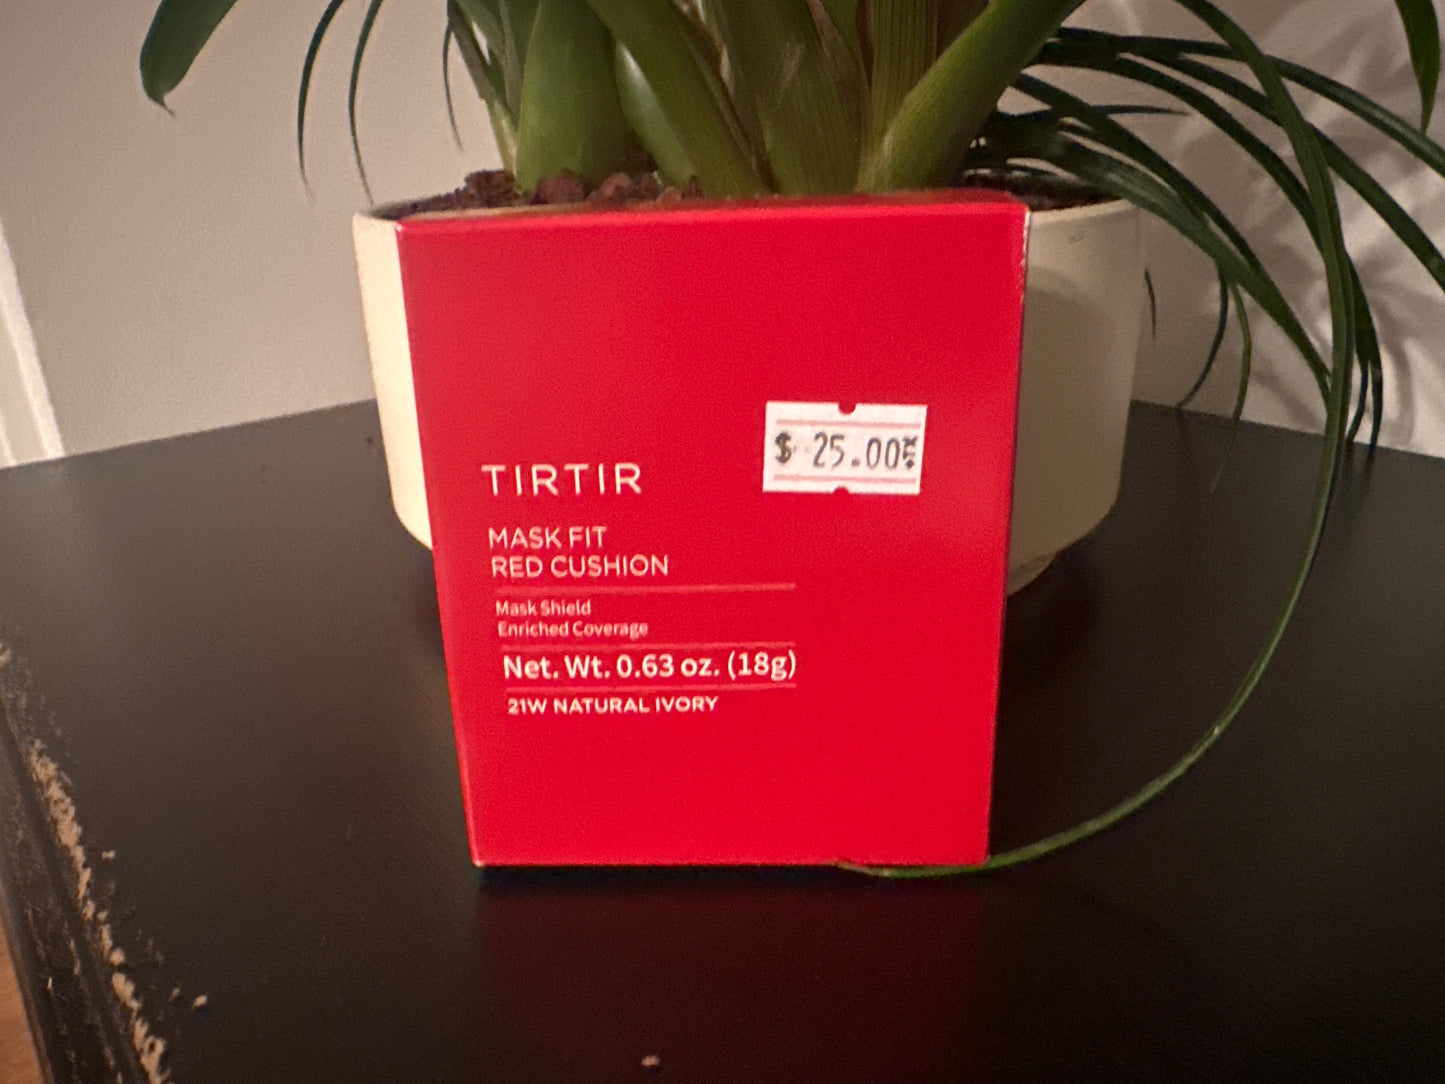 $ 25.00
TIRTIR
MASK FIT
RED CUSHION
Mask Shield
Enriched Coverage
Net. Wt. 0.63 oz. (18g)
21W NATURAL IVORY